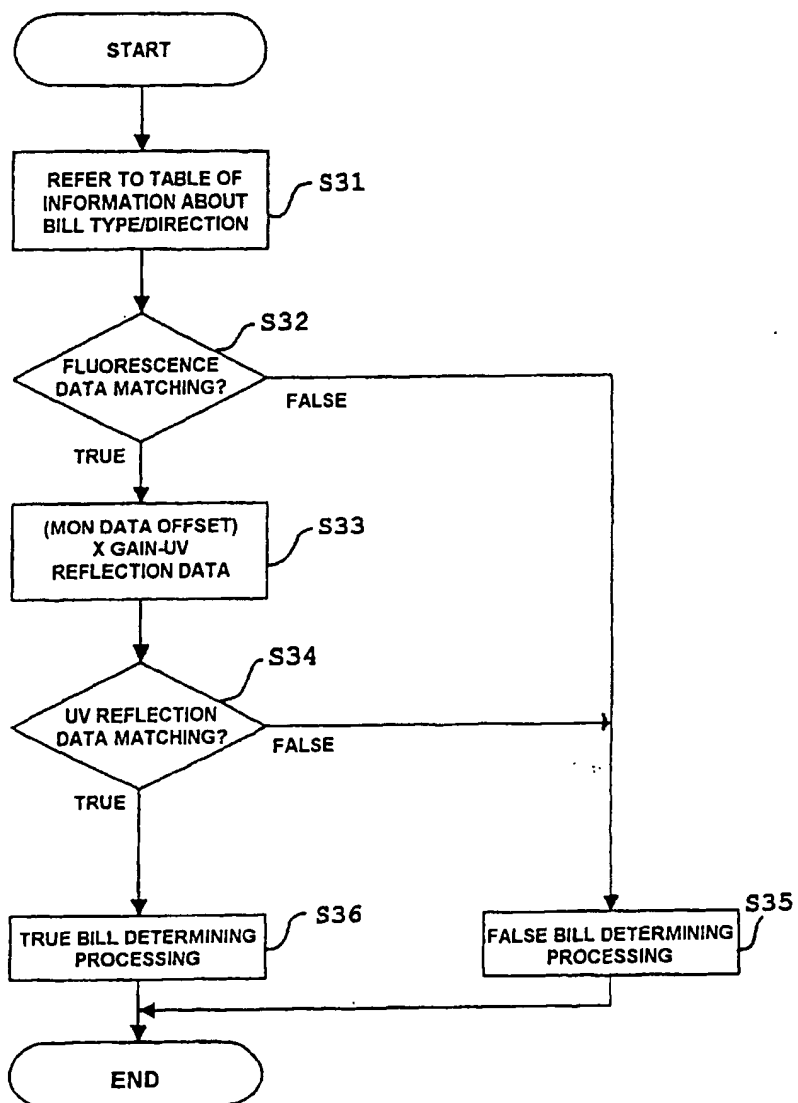 START
REFER TO TABLE OF
INFORMATION ABOUT
BILL TYPE/DIRECTION
S31
S32
FLUORESCENCE
DATA MATCHING?
FALSE
TRUE
(MON DATA OFFSET)
X GAIN-UV
REFLECTION DATA
S33
S34
UV REFLECTION
DATA MATCHING?
FALSE
TRUE
TRUE BILL DETERMINING
PROCESSING
S36
FALSE BILL DETERMINING
PROCESSING
S35
END